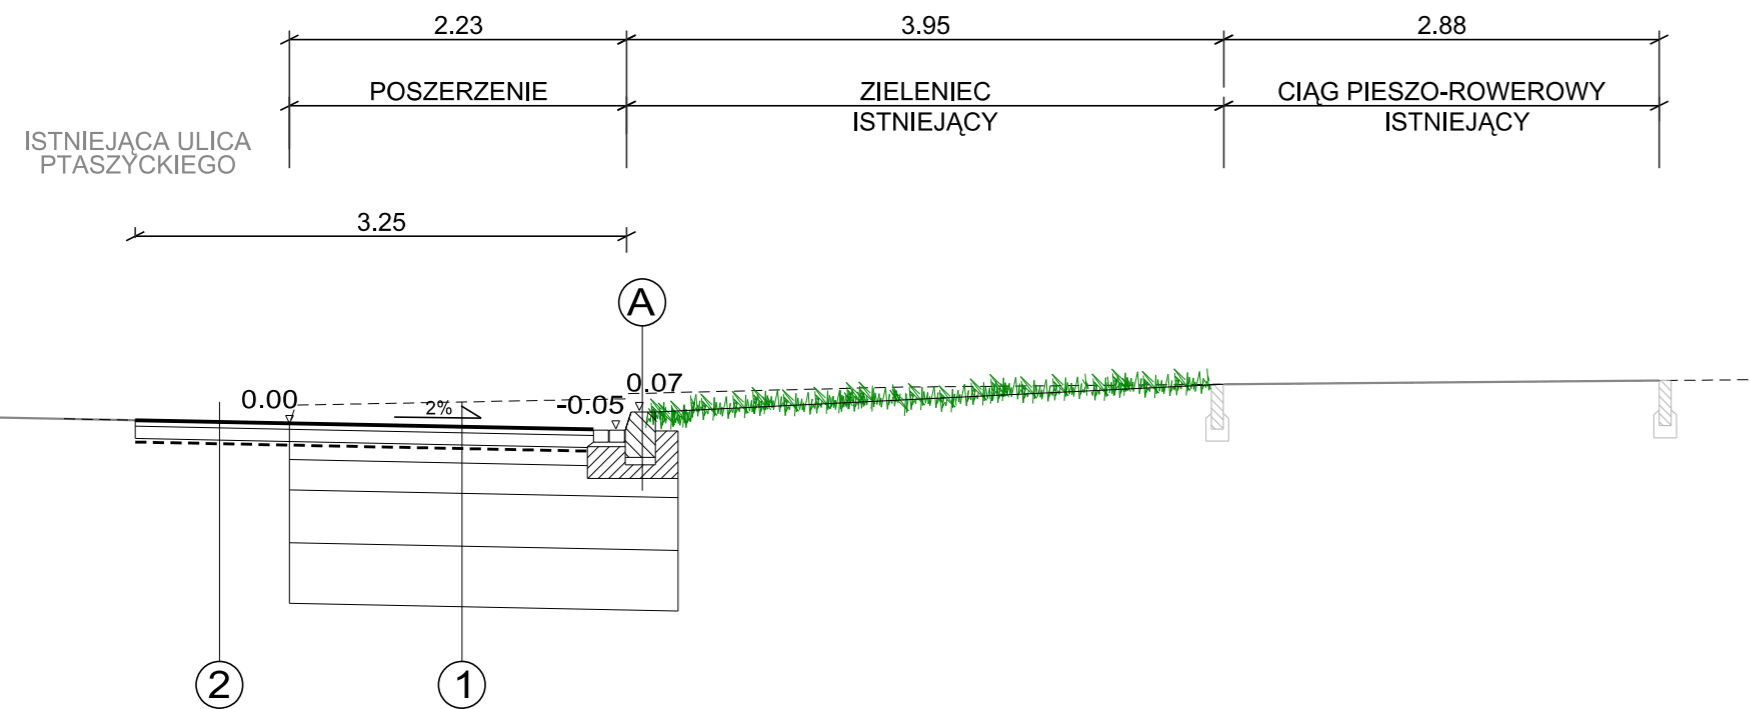 2.23
3.95
2.88
POSZERZENIE
ZIELENIEC
ISTNIEJĄCY
CIĄG PIESZO-ROWEROWY
ISTNIEJĄCY
ISTNIEJĄCA ULICA
PTASZYCKIEGO
3.25
A
0.00
2%
-0.05
0.07
2
1